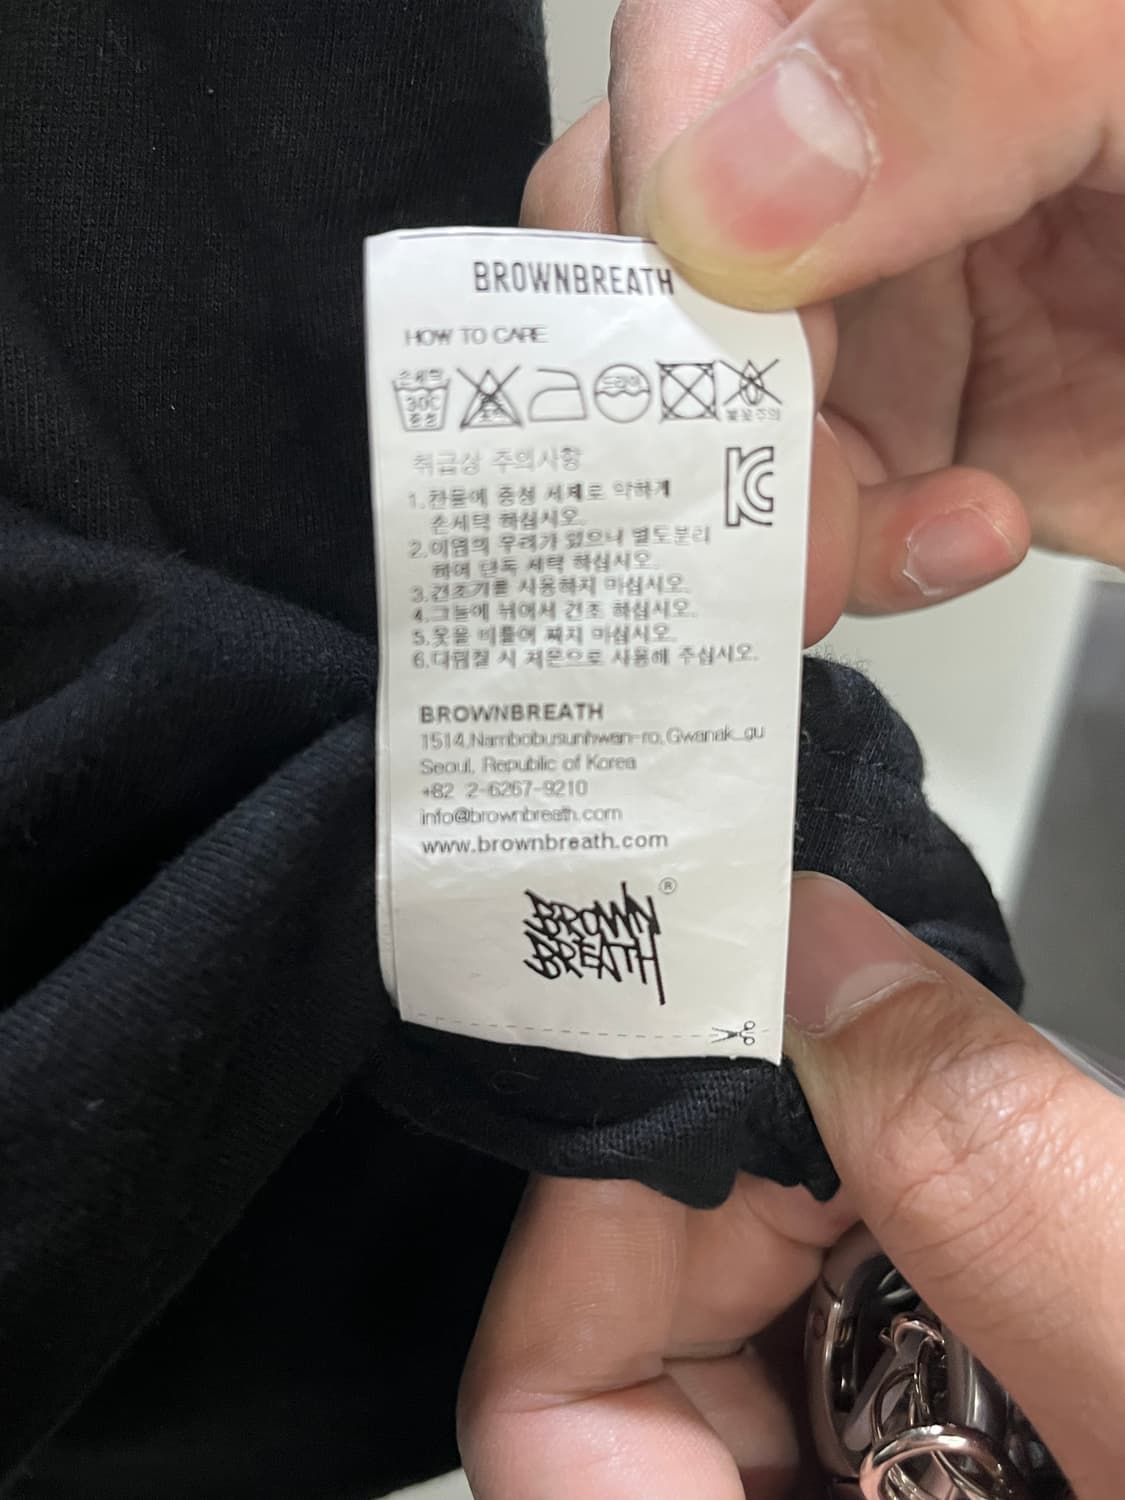 BROWNBREATH
HOW TO CARE
손세탁
30C
중성
드라이
불꽃주의
취급상 주의사항
1.찬물에 중성 세제로 약하게
손세탁 하십시오.
2.이염의 우려가 있으니 별도분리
하여 단독 세탁 하십시오.
3.건조기를 사용하지 마십시오.
4.그늘에 뉘어서 건조 하십시오.
5.옷을 비틀어 짜지 마십시오.
6.다림질 시 저온으로 사용해 주십시오.
BROWNBREATH
1514,Nambobusunhwan-ro,Gwanak_gu
Seoul, Republic of Korea
+82 2-6267-9210
info@brownbreath.com
www.brownbreath.com
BROWN ®
BREATH